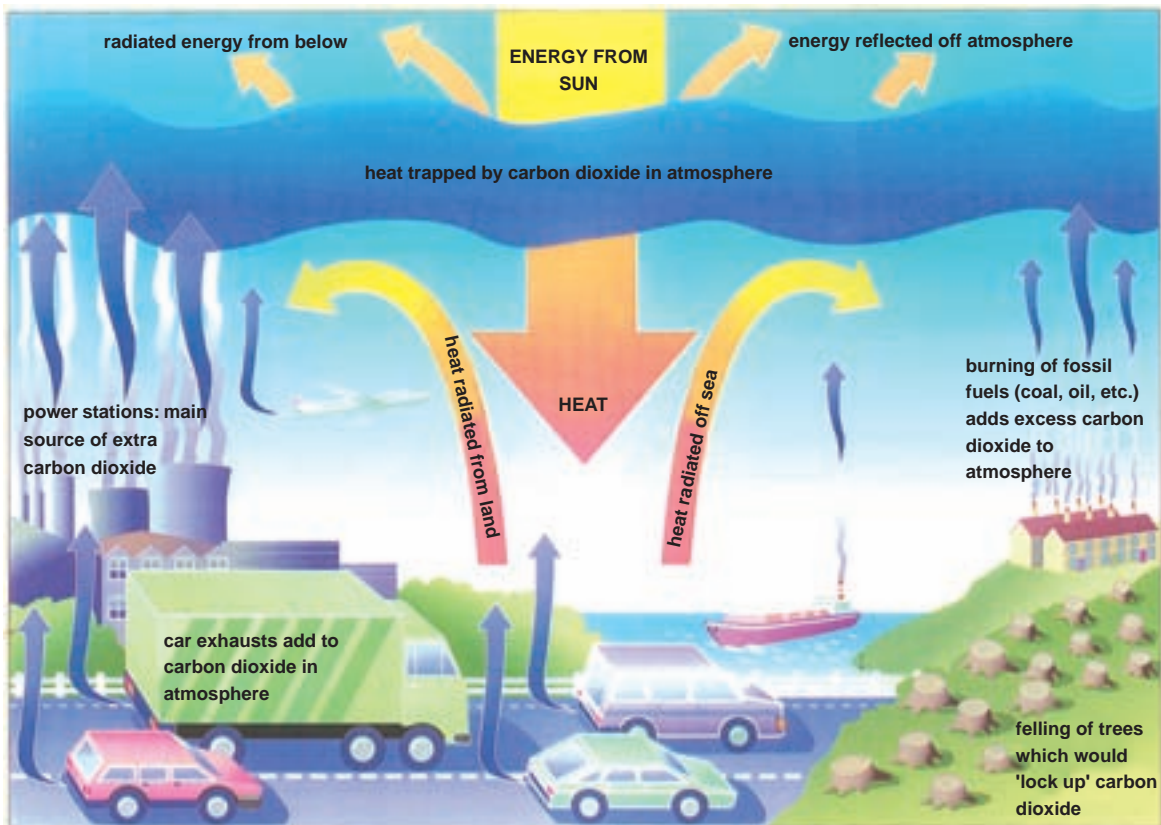 radiated energy from below
ENERGY FROM
SUN
energy reflected off atmosphere
heat trapped by carbon dioxide in atmosphere
power stations: main
source of extra
carbon dioxide
heat radiated from land
HEAT
heat radiated off sea
burning of fossil
fuels (coal, oil, etc.)
adds excess carbon
dioxide to
atmosphere
car exhausts add to
carbon dioxide in
atmosphere
felling of trees
which would
'lock up' carbon
dioxide